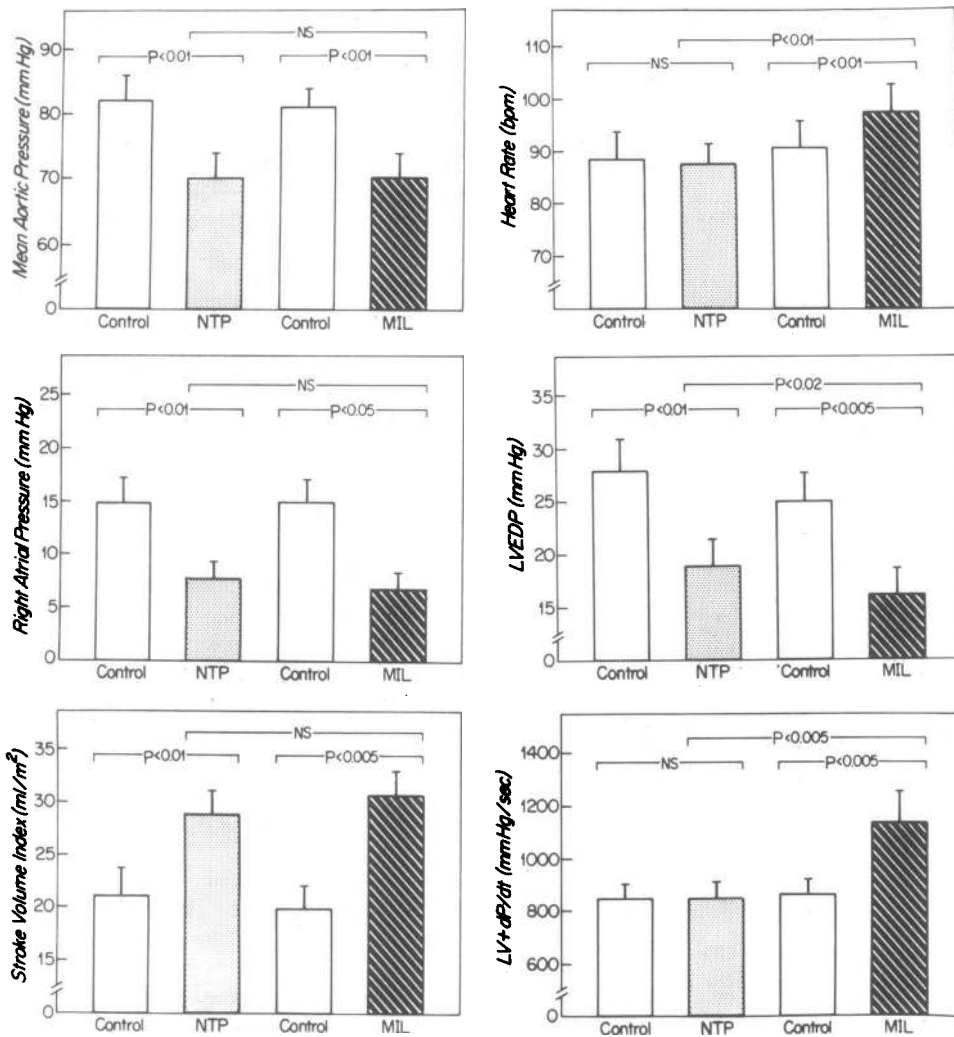 Mean Aortic Pressure (mm Hg)
90
80
70
60
0
NS
P<0.01
P<0.01
Control
NTP
Control
MIL
Heart Rate (bpm)
110
100
90
80
70
0
P<0.01
NS
P<0.01
Control
NTP
Control
MIL
Right Atrial Pressure (mm Hg)
25
20
15
10
5
0
NS
P<0.01
P<0.05
Control
NTP
Control
MIL
LVEDP (mmHg)
35
30
25
20
15
0
P<0.02
P<0.01
P<0.005
Control
NTP
Control
MIL
Stroke Volume Index (ml/m²)
35
30
25
20
15
0
NS
P<0.01
P<0.005
Control
NTP
Control
MIL
LV+dP/dt (mmHg/sec)
1400
1200
1000
800
600
0
P<0.005
NS
P<0.005
Control
NTP
Control
MIL